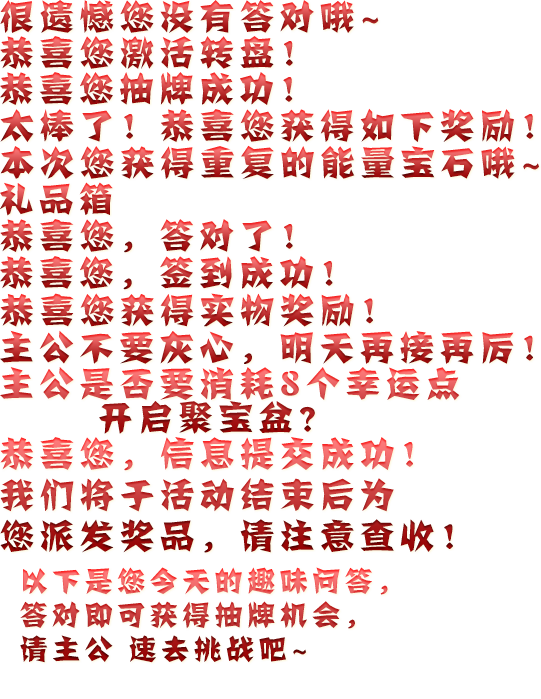 很遗憾您没有答对哦~
恭喜您激活转盘！
恭喜您抽牌成功！
太棒了！恭喜您获得如下奖励！
本次您获得重复的能量宝石哦~
礼品箱
恭喜您，答对了！
恭喜您，签到成功！
恭喜您获得实物奖励！
主公不要灰心，明天再接再厉！
主公是否要消耗8个幸运点
开启聚宝盆？
恭喜您，信息提交成功！
我们将于活动结束后为
您派发奖品，请注意查收！
以下是您今天的趣味问答，
答对即可获得抽牌机会，
请主公 速去挑战吧~